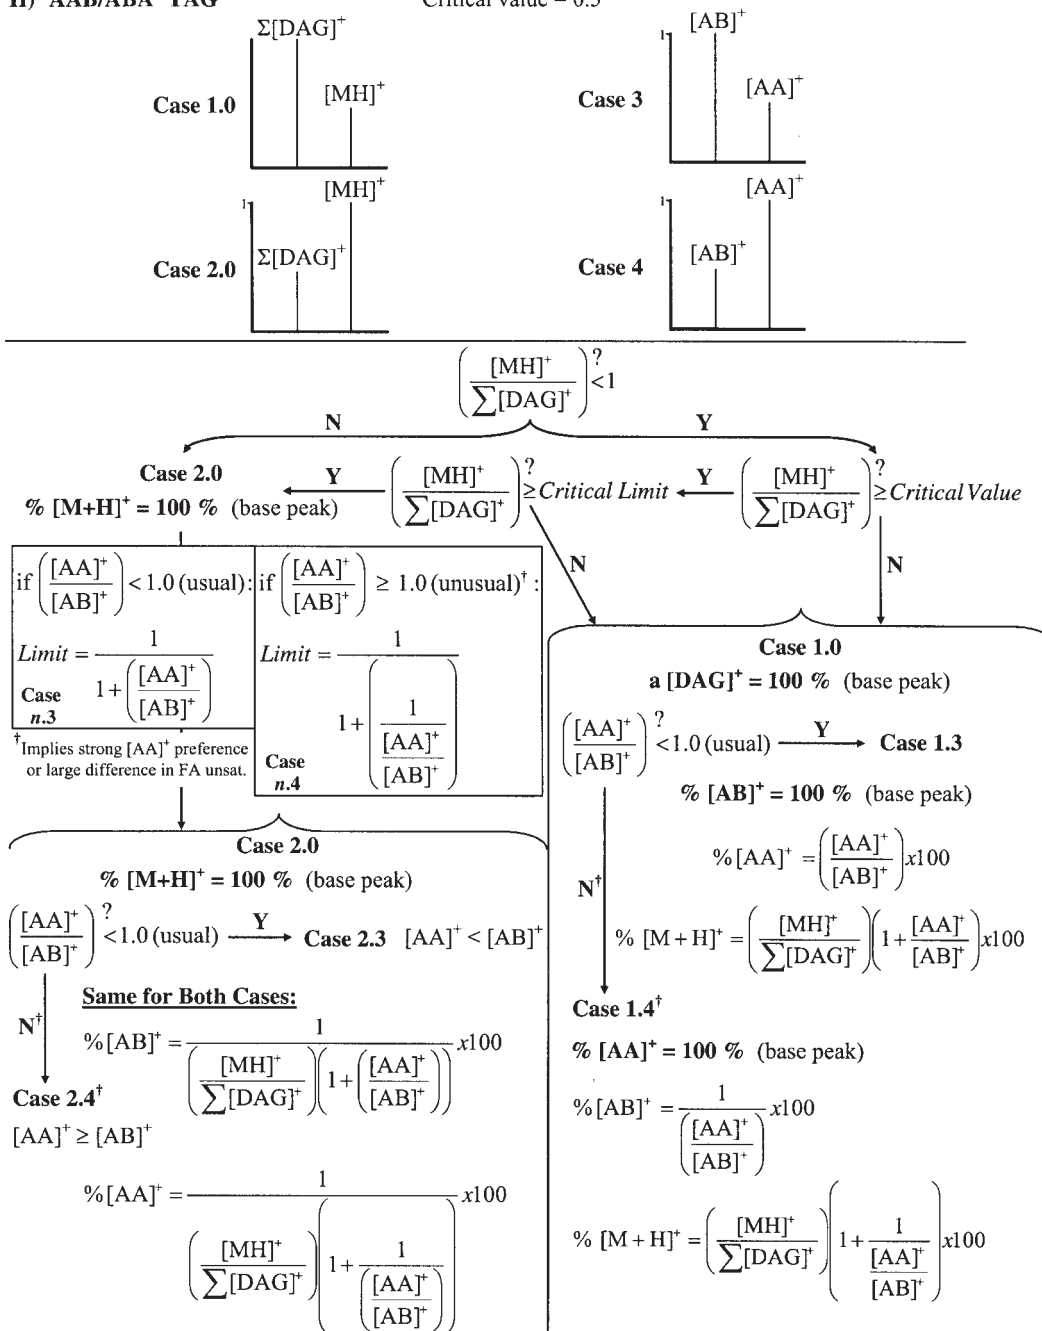 II) AAB/ABA TAG
Critical Value = 0.5
Σ[DAG]⁺
[MH]⁺
Case 1.0
1
[AB]⁺
[AA]⁺
Case 3
1
[MH]⁺
Σ[DAG]⁺
Case 2.0
1
[AA]⁺
[AB]⁺
Case 4
([MH]⁺ / ∑[DAG]⁺) <? 1
N
Y
Case 2.0
% [M+H]⁺ = 100 % (base peak)
Y
([MH]⁺ / ∑[DAG]⁺) ≥? Critical Limit
Y
([MH]⁺ / ∑[DAG]⁺) ≥? Critical Value
N
N
if ([AA]⁺ / [AB]⁺) < 1.0 (usual):
Limit = 1 / (1 + ([AA]⁺ / [AB]⁺))
Case
n.3
if ([AA]⁺ / [AB]⁺) ≥ 1.0 (unusual)†:
Limit = 1 / (1 + (1 / ([AA]⁺ / [AB]⁺)))
Case
n.4
†Implies strong [AA]⁺ preference
or large difference in FA unsat.
Case 2.0
% [M+H]⁺ = 100 % (base peak)
([AA]⁺ / [AB]⁺) <? 1.0 (usual) Y Case 2.3 [AA]⁺ < [AB]⁺
N†
Same for Both Cases:
%[AB]⁺ = 1 / (([MH]⁺ / ∑[DAG]⁺)(1 + ([AA]⁺ / [AB]⁺))) x100
Case 2.4†
[AA]⁺ ≥ [AB]⁺
%[AA]⁺ = 1 / (([MH]⁺ / ∑[DAG]⁺)(1 + 1 / ([AA]⁺ / [AB]⁺))) x100
Case 1.0
a [DAG]⁺ = 100 % (base peak)
([AA]⁺ / [AB]⁺) <? 1.0 (usual) Y Case 1.3
% [AB]⁺ = 100 % (base peak)
%[AA]⁺ = ([AA]⁺ / [AB]⁺) x100
N†
% [M + H]⁺ = ([MH]⁺ / ∑[DAG]⁺)(1 + [AA]⁺ / [AB]⁺) x100
Case 1.4†
% [AA]⁺ = 100 % (base peak)
%[AB]⁺ = 1 / ([AA]⁺ / [AB]⁺) x100
% [M + H]⁺ = ([MH]⁺ / ∑[DAG]⁺)(1 + 1 / ([AA]⁺ / [AB]⁺)) x100